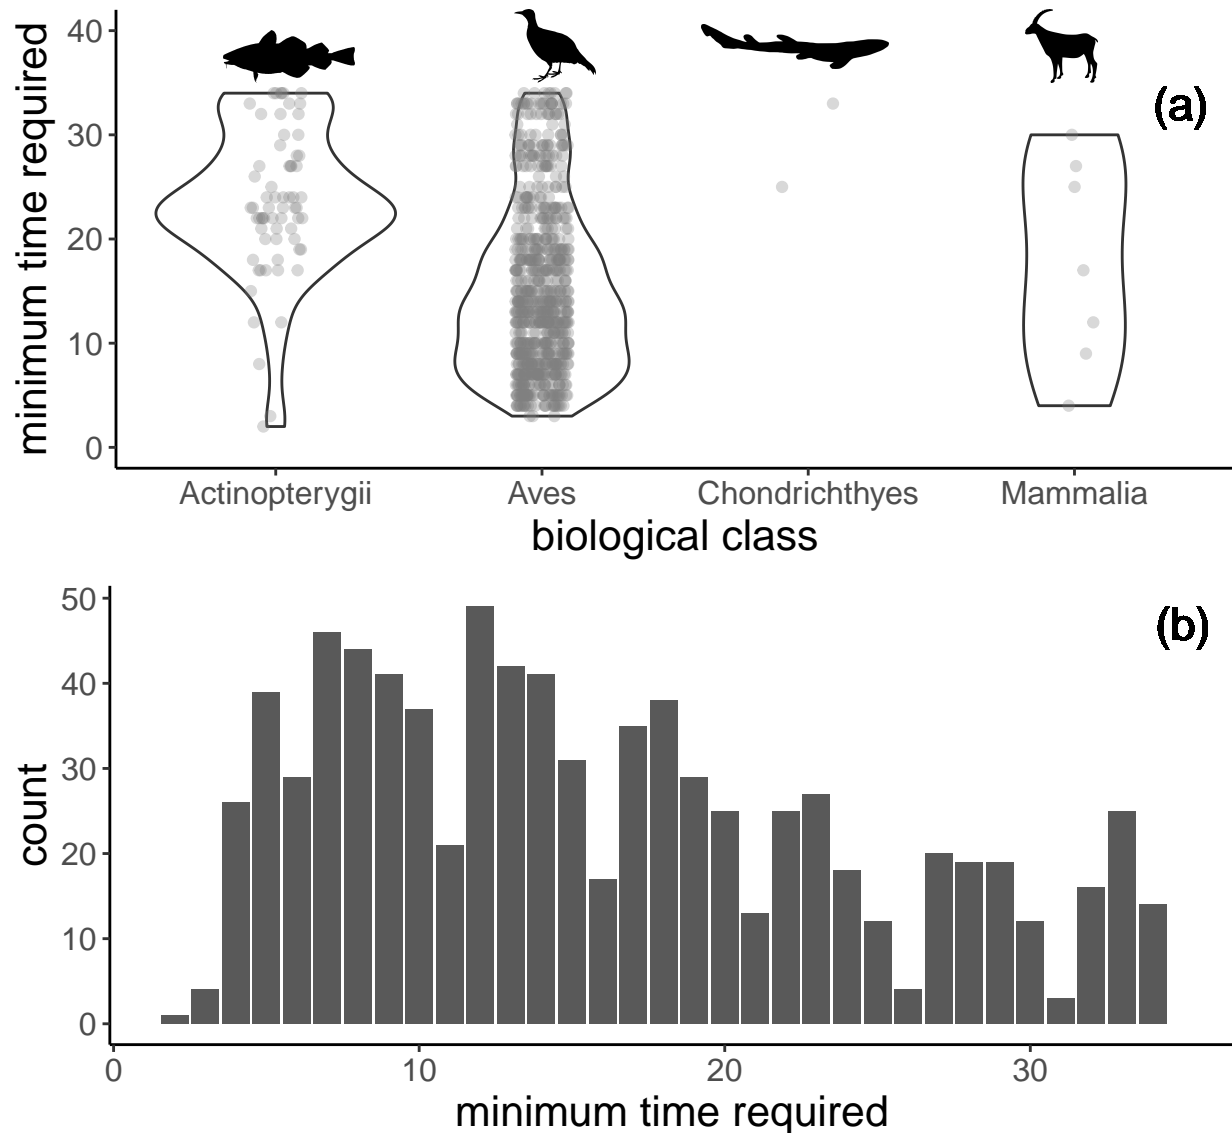 minimum time required
40
30
20
10
0
(a)
Actinopterygii Aves Chondrichthyes Mammalia
biological class
count
50
40
30
20
10
0
(b)
0 10 20 30
minimum time required